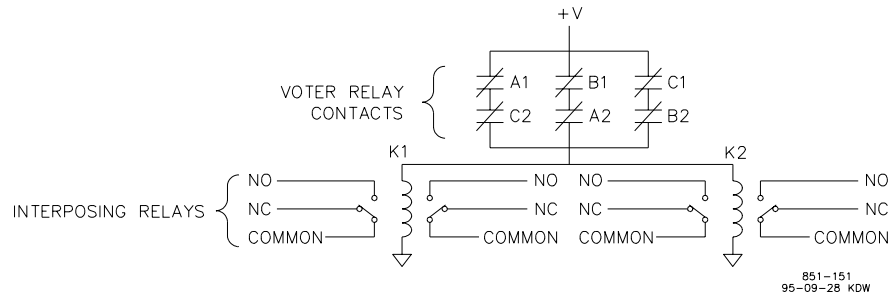 +V
VOTER RELAY
CONTACTS
A1
B1
C1
C2
A2
B2
K1
K2
INTERPOSING RELAYS
NO
NO
NO
NO
NC
NC
NC
NC
COMMON
COMMON
COMMON
COMMON
851-151
95-09-28 KDW